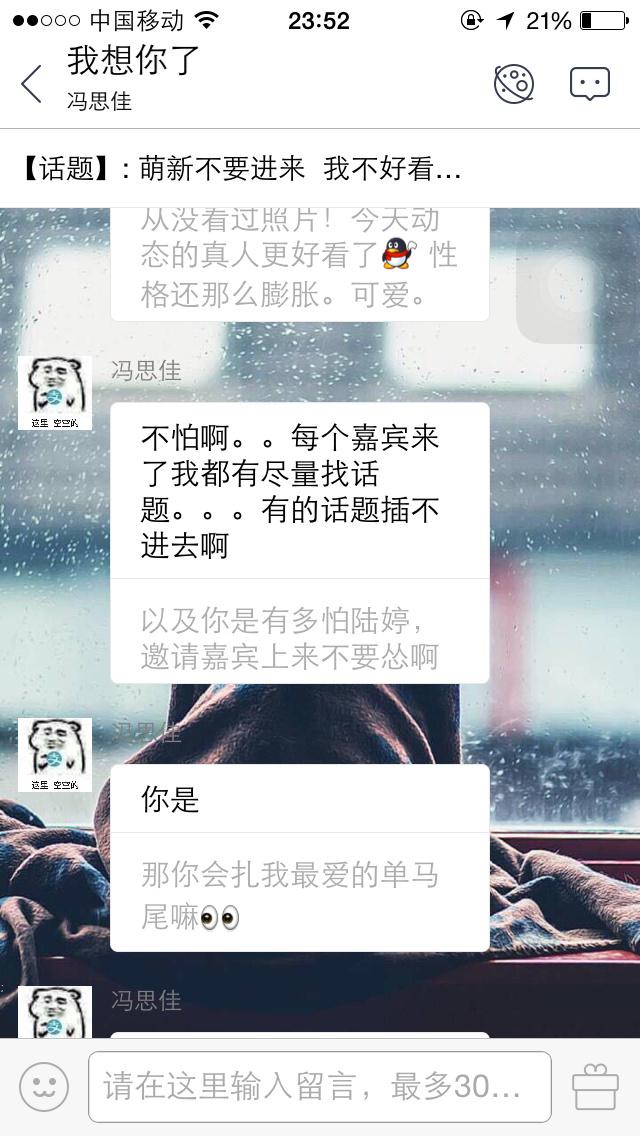 中国移动
23:52
21%
我想你了
冯思佳
【话题】: 萌新不要进来 我不好看...
从没看过照片！今天动
态的真人更好看了 性
格还那么膨胀。可爱。
冯思佳
这里 空空的
不怕啊。。每个嘉宾来
了我都有尽量找话
题。。。有的话题插不
进去啊
以及你是有多怕陆婷，
邀请嘉宾上来不要怂啊
冯思佳
这里 空空的
你是
那你会扎我最爱的单马
尾嘛
冯思佳
请在这里输入留言，最多30...